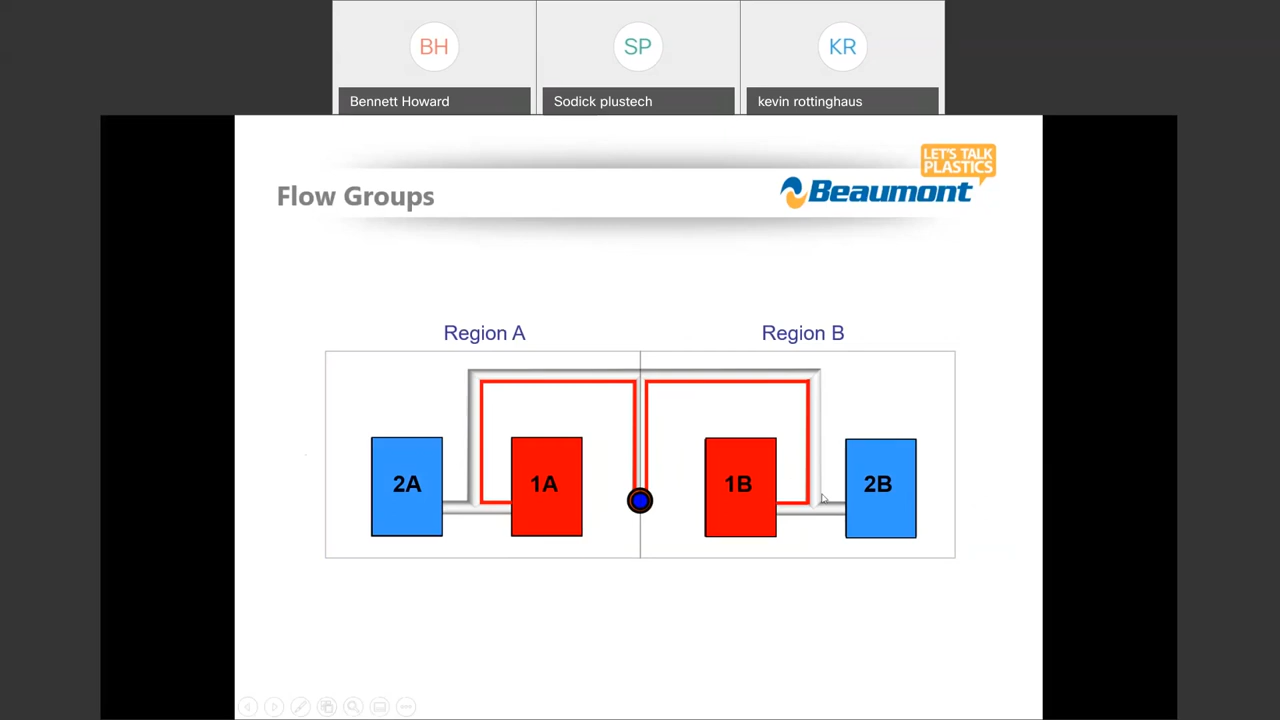 BH
SP
KR
Bennett Howard
Sodick plustech
kevin rottinghaus
LET'S TALK
PLASTICS
Flow Groups
Beaumont
Region A
Region B
2A
1A
1B
2B